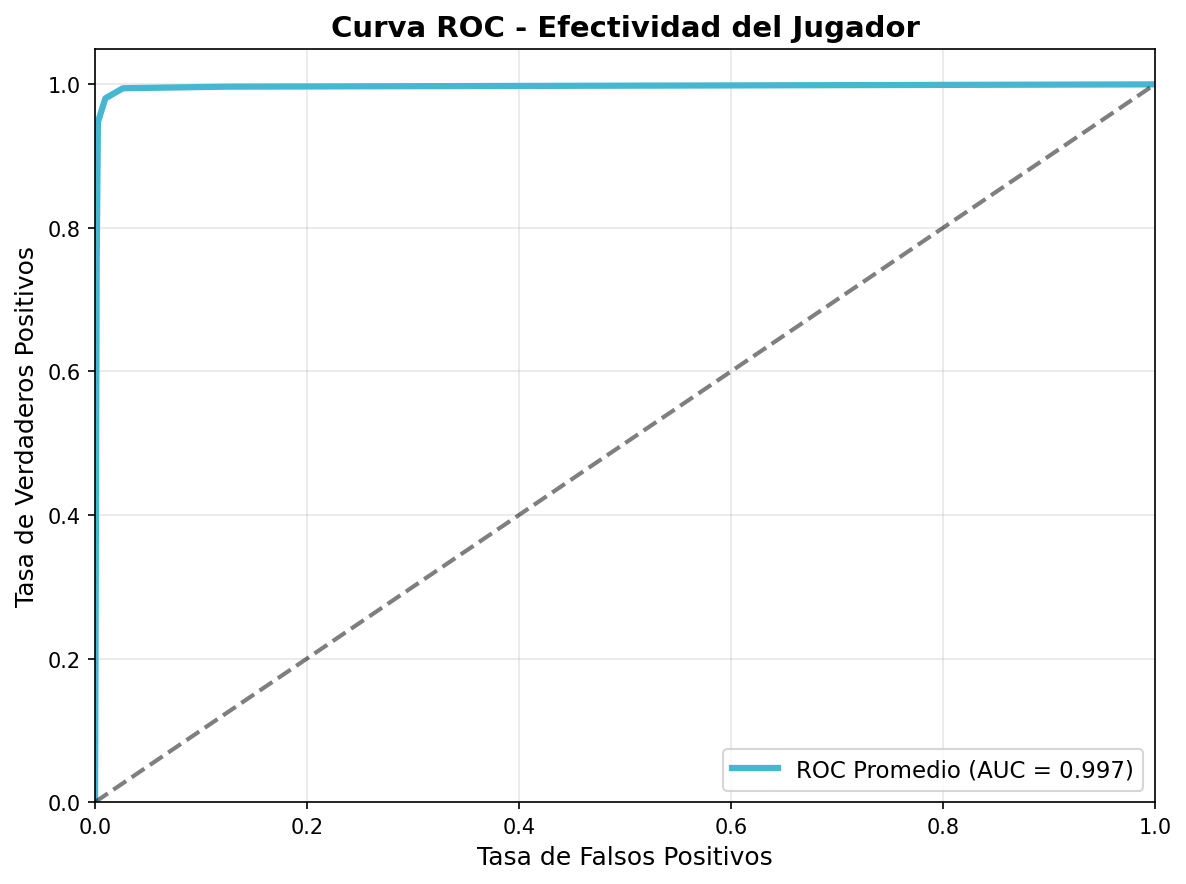 Curva ROC - Efectividad del Jugador
Tasa de Verdaderos Positivos
1.0
0.8
0.6
0.4
0.2
0.0
0.0 0.2 0.4 0.6 0.8 1.0
Tasa de Falsos Positivos
ROC Promedio (AUC = 0.997)